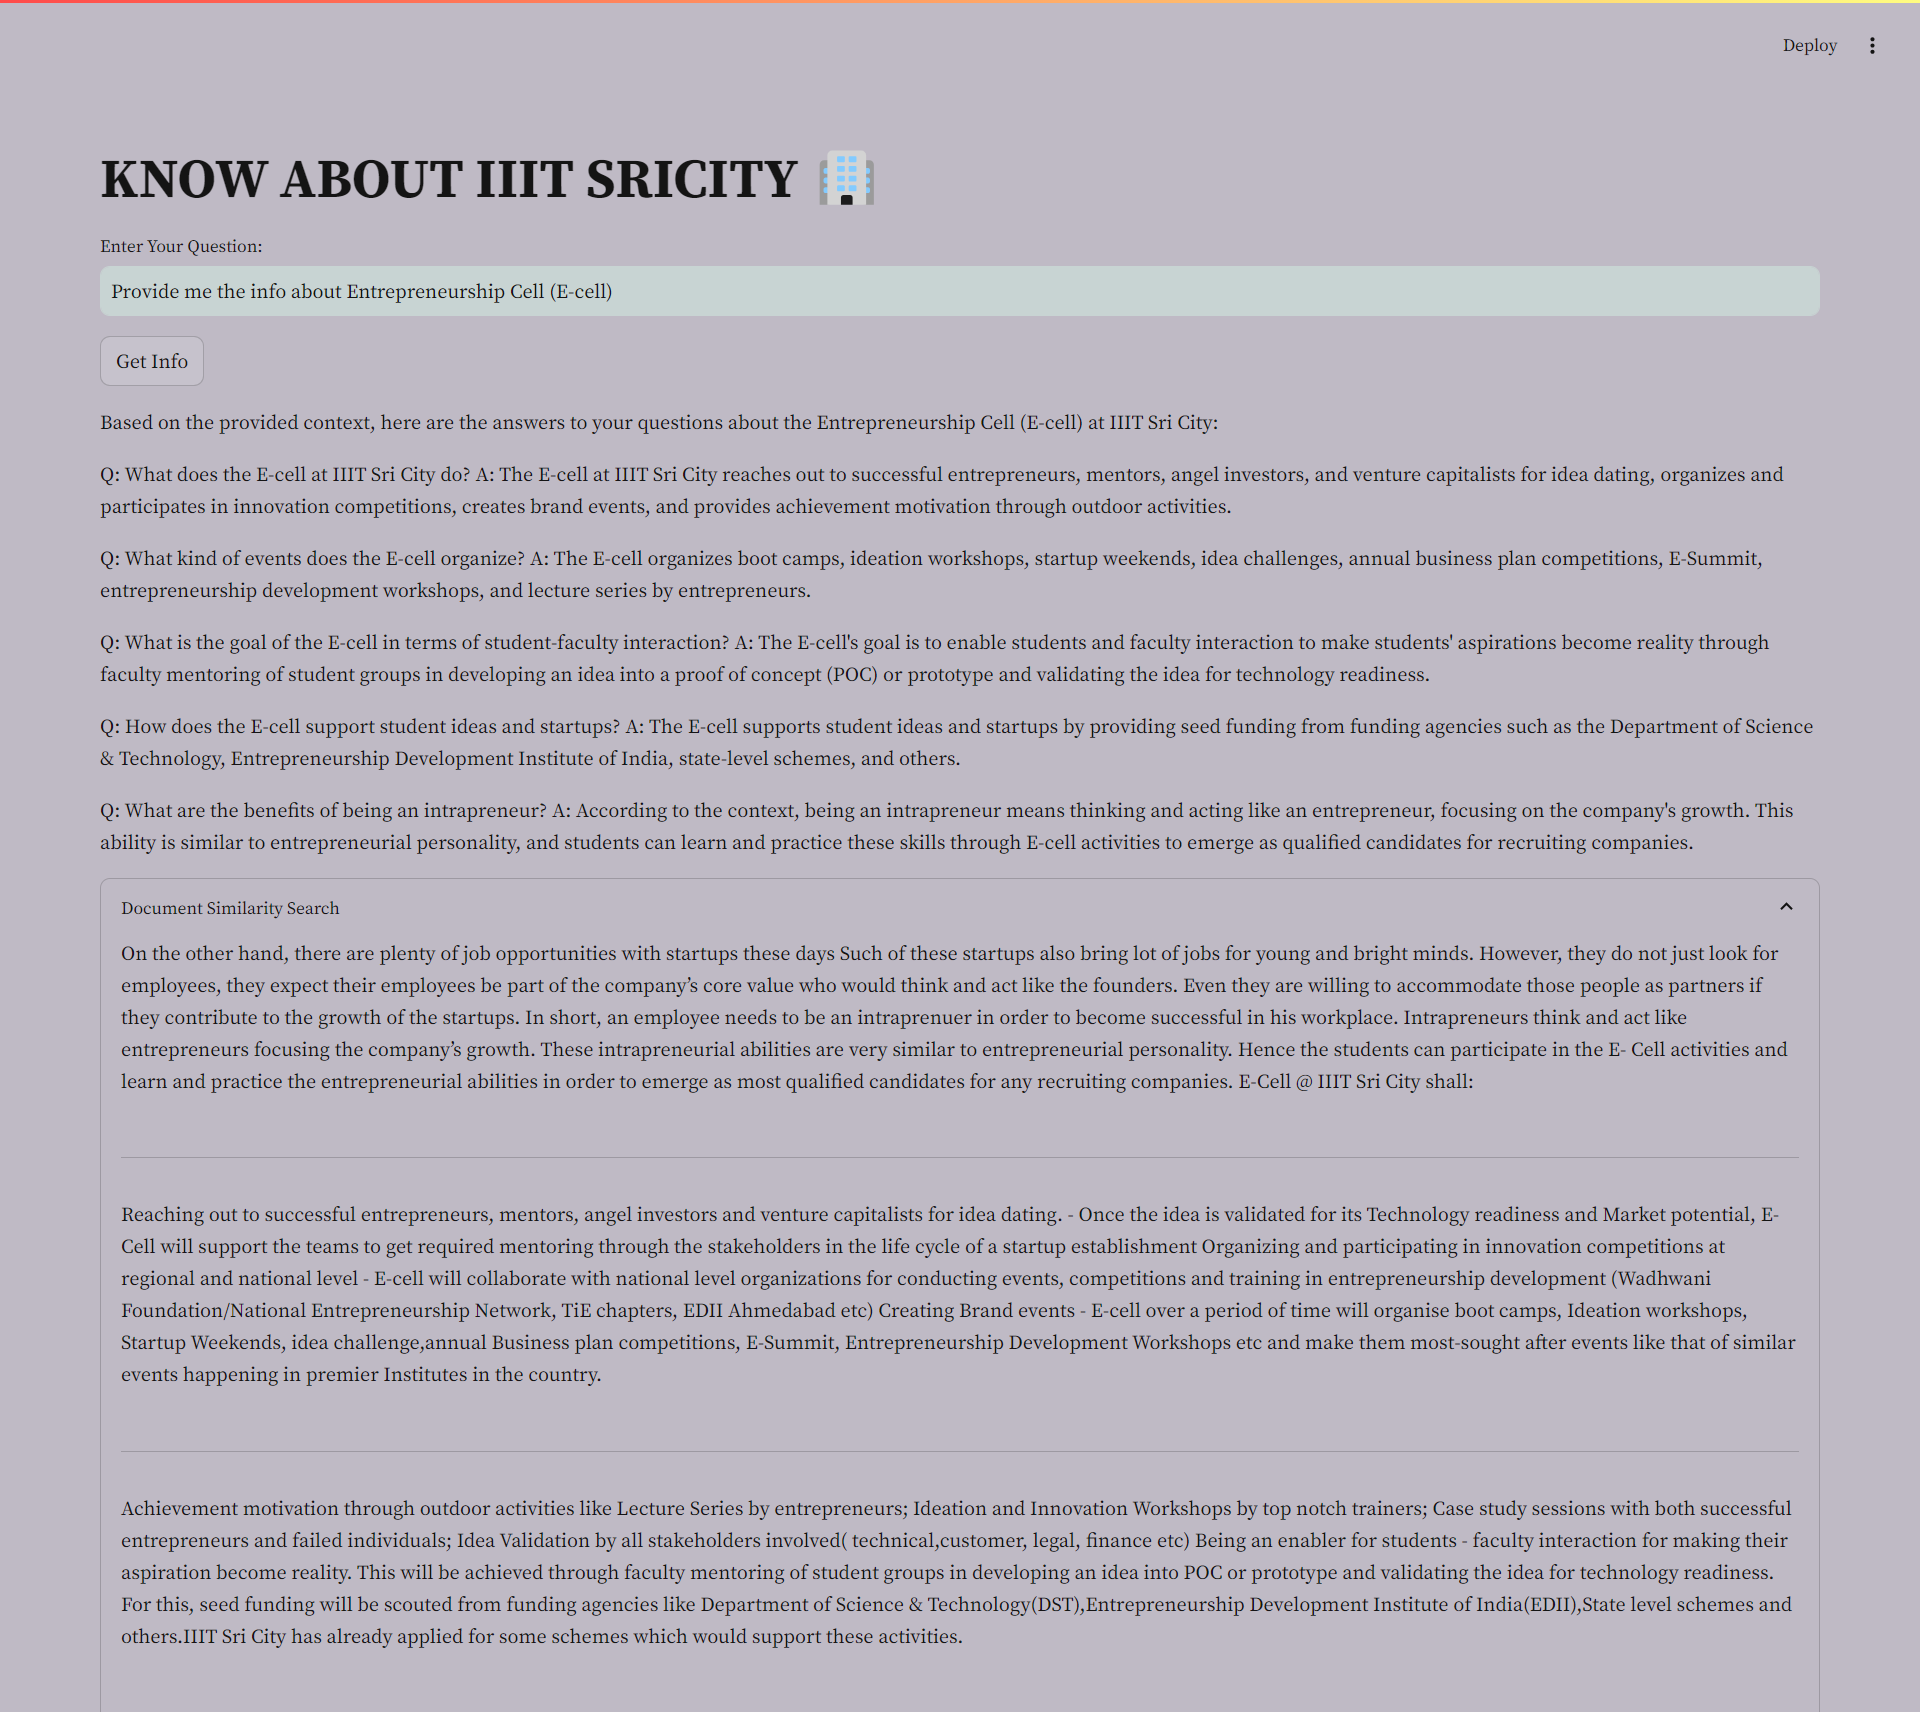 Deploy
KNOW ABOUT IIIT SRICITY
Enter Your Question:
Provide me the info about Entrepreneurship Cell (E-cell)
Get Info
Based on the provided context, here are the answers to your questions about the Entrepreneurship Cell (E-cell) at IIIT Sri City:
Q: What does the E-cell at IIIT Sri City do? A: The E-cell at IIIT Sri City reaches out to successful entrepreneurs, mentors, angel investors, and venture capitalists for idea dating, organizes and
participates in innovation competitions, creates brand events, and provides achievement motivation through outdoor activities.
Q: What kind of events does the E-cell organize? A: The E-cell organizes boot camps, ideation workshops, startup weekends, idea challenges, annual business plan competitions, E-Summit,
entrepreneurship development workshops, and lecture series by entrepreneurs.
Q: What is the goal of the E-cell in terms of student-faculty interaction? A: The E-cell's goal is to enable students and faculty interaction to make students' aspirations become reality through
faculty mentoring of student groups in developing an idea into a proof of concept (POC) or prototype and validating the idea for technology readiness.
Q: How does the E-cell support student ideas and startups? A: The E-cell supports student ideas and startups by providing seed funding from funding agencies such as the Department of Science
& Technology, Entrepreneurship Development Institute of India, state-level schemes, and others.
Q: What are the benefits of being an intrapreneur? A: According to the context, being an intrapreneur means thinking and acting like an entrepreneur, focusing on the company's growth. This
ability is similar to entrepreneurial personality, and students can learn and practice these skills through E-cell activities to emerge as qualified candidates for recruiting companies.
Document Similarity Search
On the other hand, there are plenty of job opportunities with startups these days Such of these startups also bring lot of jobs for young and bright minds. However, they do not just look for
employees, they expect their employees be part of the company’s core value who would think and act like the founders. Even they are willing to accommodate those people as partners if
they contribute to the growth of the startups. In short, an employee needs to be an intraprenuer in order to become successful in his workplace. Intrapreneurs think and act like
entrepreneurs focusing the company’s growth. These intrapreneurial abilities are very similar to entrepreneurial personality. Hence the students can participate in the E- Cell activities and
learn and practice the entrepreneurial abilities in order to emerge as most qualified candidates for any recruiting companies. E-Cell @ IIIT Sri City shall:
Reaching out to successful entrepreneurs, mentors, angel investors and venture capitalists for idea dating. - Once the idea is validated for its Technology readiness and Market potential, E-
Cell will support the teams to get required mentoring through the stakeholders in the life cycle of a startup establishment Organizing and participating in innovation competitions at
regional and national level - E-cell will collaborate with national level organizations for conducting events, competitions and training in entrepreneurship development (Wadhwani
Foundation/National Entrepreneurship Network, TiE chapters, EDII Ahmedabad etc) Creating Brand events - E-cell over a period of time will organise boot camps, Ideation workshops,
Startup Weekends, idea challenge,annual Business plan competitions, E-Summit, Entrepreneurship Development Workshops etc and make them most-sought after events like that of similar
events happening in premier Institutes in the country.
Achievement motivation through outdoor activities like Lecture Series by entrepreneurs; Ideation and Innovation Workshops by top notch trainers; Case study sessions with both successful
entrepreneurs and failed individuals; Idea Validation by all stakeholders involved( technical,customer, legal, finance etc) Being an enabler for students - faculty interaction for making their
aspiration become reality. This will be achieved through faculty mentoring of student groups in developing an idea into POC or prototype and validating the idea for technology readiness.
For this, seed funding will be scouted from funding agencies like Department of Science & Technology(DST),Entrepreneurship Development Institute of India(EDII),State level schemes and
others.IIIT Sri City has already applied for some schemes which would support these activities.